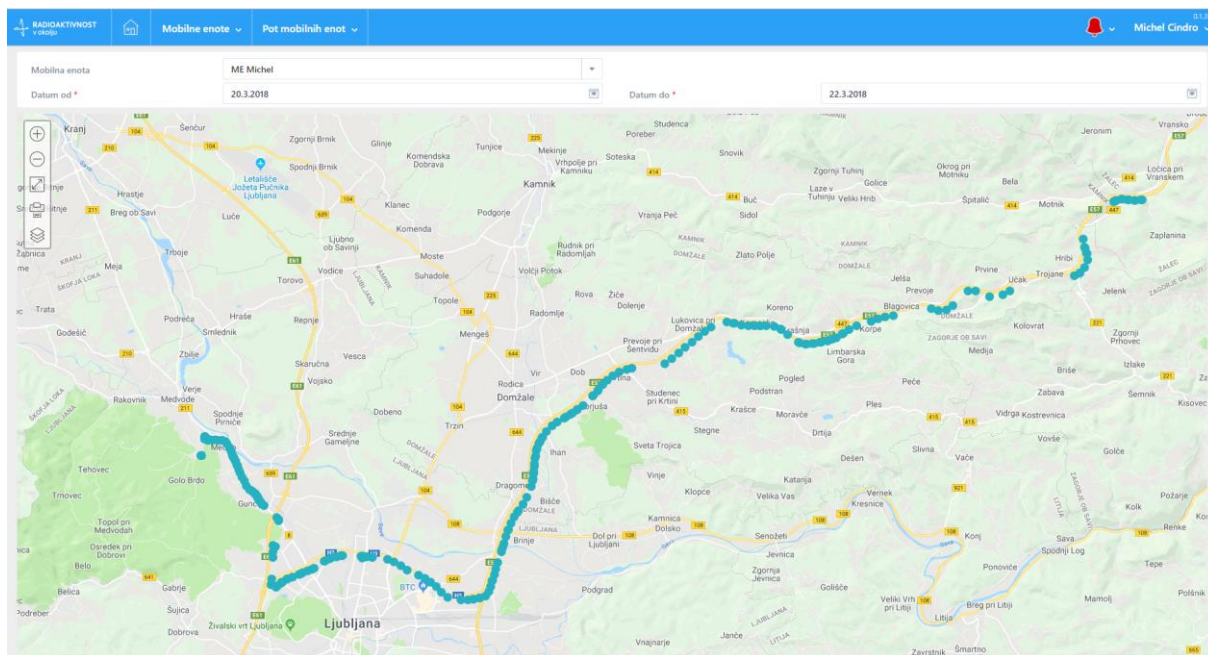 RADIOAKTIVNOST
v okolju
Mobilne enote
Pot mobilnih enot
Michel Cindro
Mobilna enota
ME Michel
Datum od *
20.3.2018
Datum do *
22.3.2018
Kranj
Šenčur
Zgornji Brnik
Glinje
Tunjice
Mekinje
Studenca
Poreber
Jeronim
Vransko
Spodnji Brnik
Komendska
Dobrava
Vrhpolje pri
Kamniku
Soteska
Snovik
Letališče
Jožeta Pučnika
Ljubljana
Kamnik
Zgornji Tuhinj
Golice
Okrog pri
Motniku
Bela
Ločica pri
Vranskem
Hrastje
Laze v
Tuhinju
Veliki Hrib
Breg ob Savi
Luče
Klanec
Podgorje
Vranja Peč
Buč
Sidol
Špitalič
Motnik
Komenda
Ljubno
ob Savinji
Moste
Rudnik pri
Radomljah
KAMNIK
DOMŽALE
Zlato Polje
Zaplanina
Trboje
Meja
Vodice
Suhadole
Volčji Potok
Jelša
Prevoje
Prvine
Učak
Trojane
Hribi
Torovo
Trata
Topole
Rova
Žiče
Dolenje
Koreno
Blagovica
Jelenk
Podreča
Hraše
Repnje
Radomlje
Lukovica pri
Domžalah
Korpe
Kolovrat
Godešič
Smlednik
Mengeš
Prevoje pri
Šentvidu
Limbarska
Gora
ZAGORJE OB SAVI
Medija
Zgornji
Prhovec
Zbilje
Skaručna
Vesca
Vir
Dob
Briše
Izlake
Verje
Medvode
Rakovnik
Vojsko
Rodica
Domžale
Studenec
pri Krtini
Pogled
Podstran
Peče
Zabava
Šemnik
Kisovec
Spodnje
Pirniče
Dobeno
Trzin
Krašce
Moravče
Ples
Vidrga
Kostrevnica
Srednje
Gameljne
Stegne
Drtija
Ihan
Sveta Trojica
Slivna
Vače
Vovše
Golče
Tehovec
Golo Brdo
Dešen
Trnovec
Vinje
Katarija
Dragomelj
Klopce
Velika Vas
Vernek
Kresnice
Požarje
Bišče
Kolk
Topol pri
Medvodah
Kamnica
Dolsko
Brinje
Dol pri
Ljubljani
Senožeti
Konj
Sava
Spodnji Log
Renke
Osredek pri
Dobrovi
Belo
Jevnica
Belica
Gabrje
BTC
Zgornja
Jevnica
Ponoviče
Tepe
Podgrad
Golišče
Šujica
Veliki Vrh
pri Litiji
Breg pri Litiji
Mamolj
Polšnik
Podreber
Dobrova
Živalski vrt Ljubljana
Ljubljana
Litija
Vnajnarje
Janče
Zavrstnik
Šmartno